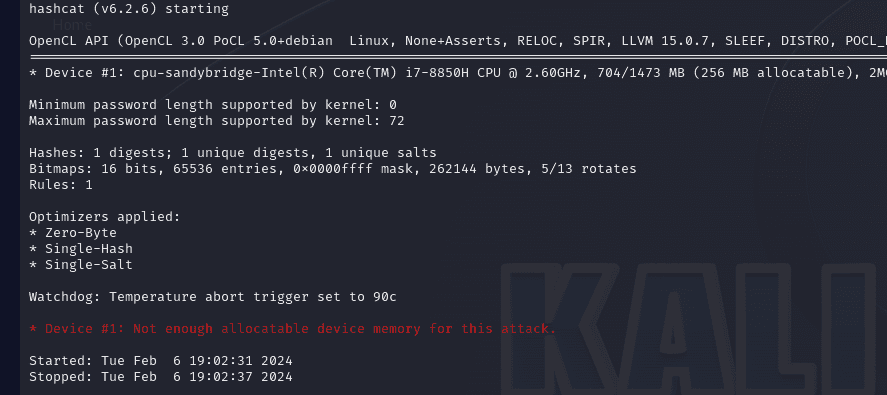 hashcat (v6.2.6) starting
Home
OpenCL API (OpenCL 3.0 PoCL 5.0+debian  Linux, None+Asserts, RELOC, SPIR, LLVM 15.0.7, SLEEF, DISTRO, POCL_
====================================================================================================
* Device #1: cpu-sandybridge-Intel(R) Core(TM) i7-8850H CPU @ 2.60GHz, 704/1473 MB (256 MB allocatable), 2M
Minimum password length supported by kernel: 0
Maximum password length supported by kernel: 72
Hashes: 1 digests; 1 unique digests, 1 unique salts
Bitmaps: 16 bits, 65536 entries, 0x0000ffff mask, 262144 bytes, 5/13 rotates
Rules: 1
Optimizers applied:
* Zero-Byte
* Single-Hash
* Single-Salt
Watchdog: Temperature abort trigger set to 90c
* Device #1: Not enough allocatable device memory for this attack.
Started: Tue Feb  6 19:02:31 2024
Stopped: Tue Feb  6 19:02:37 2024
KALI